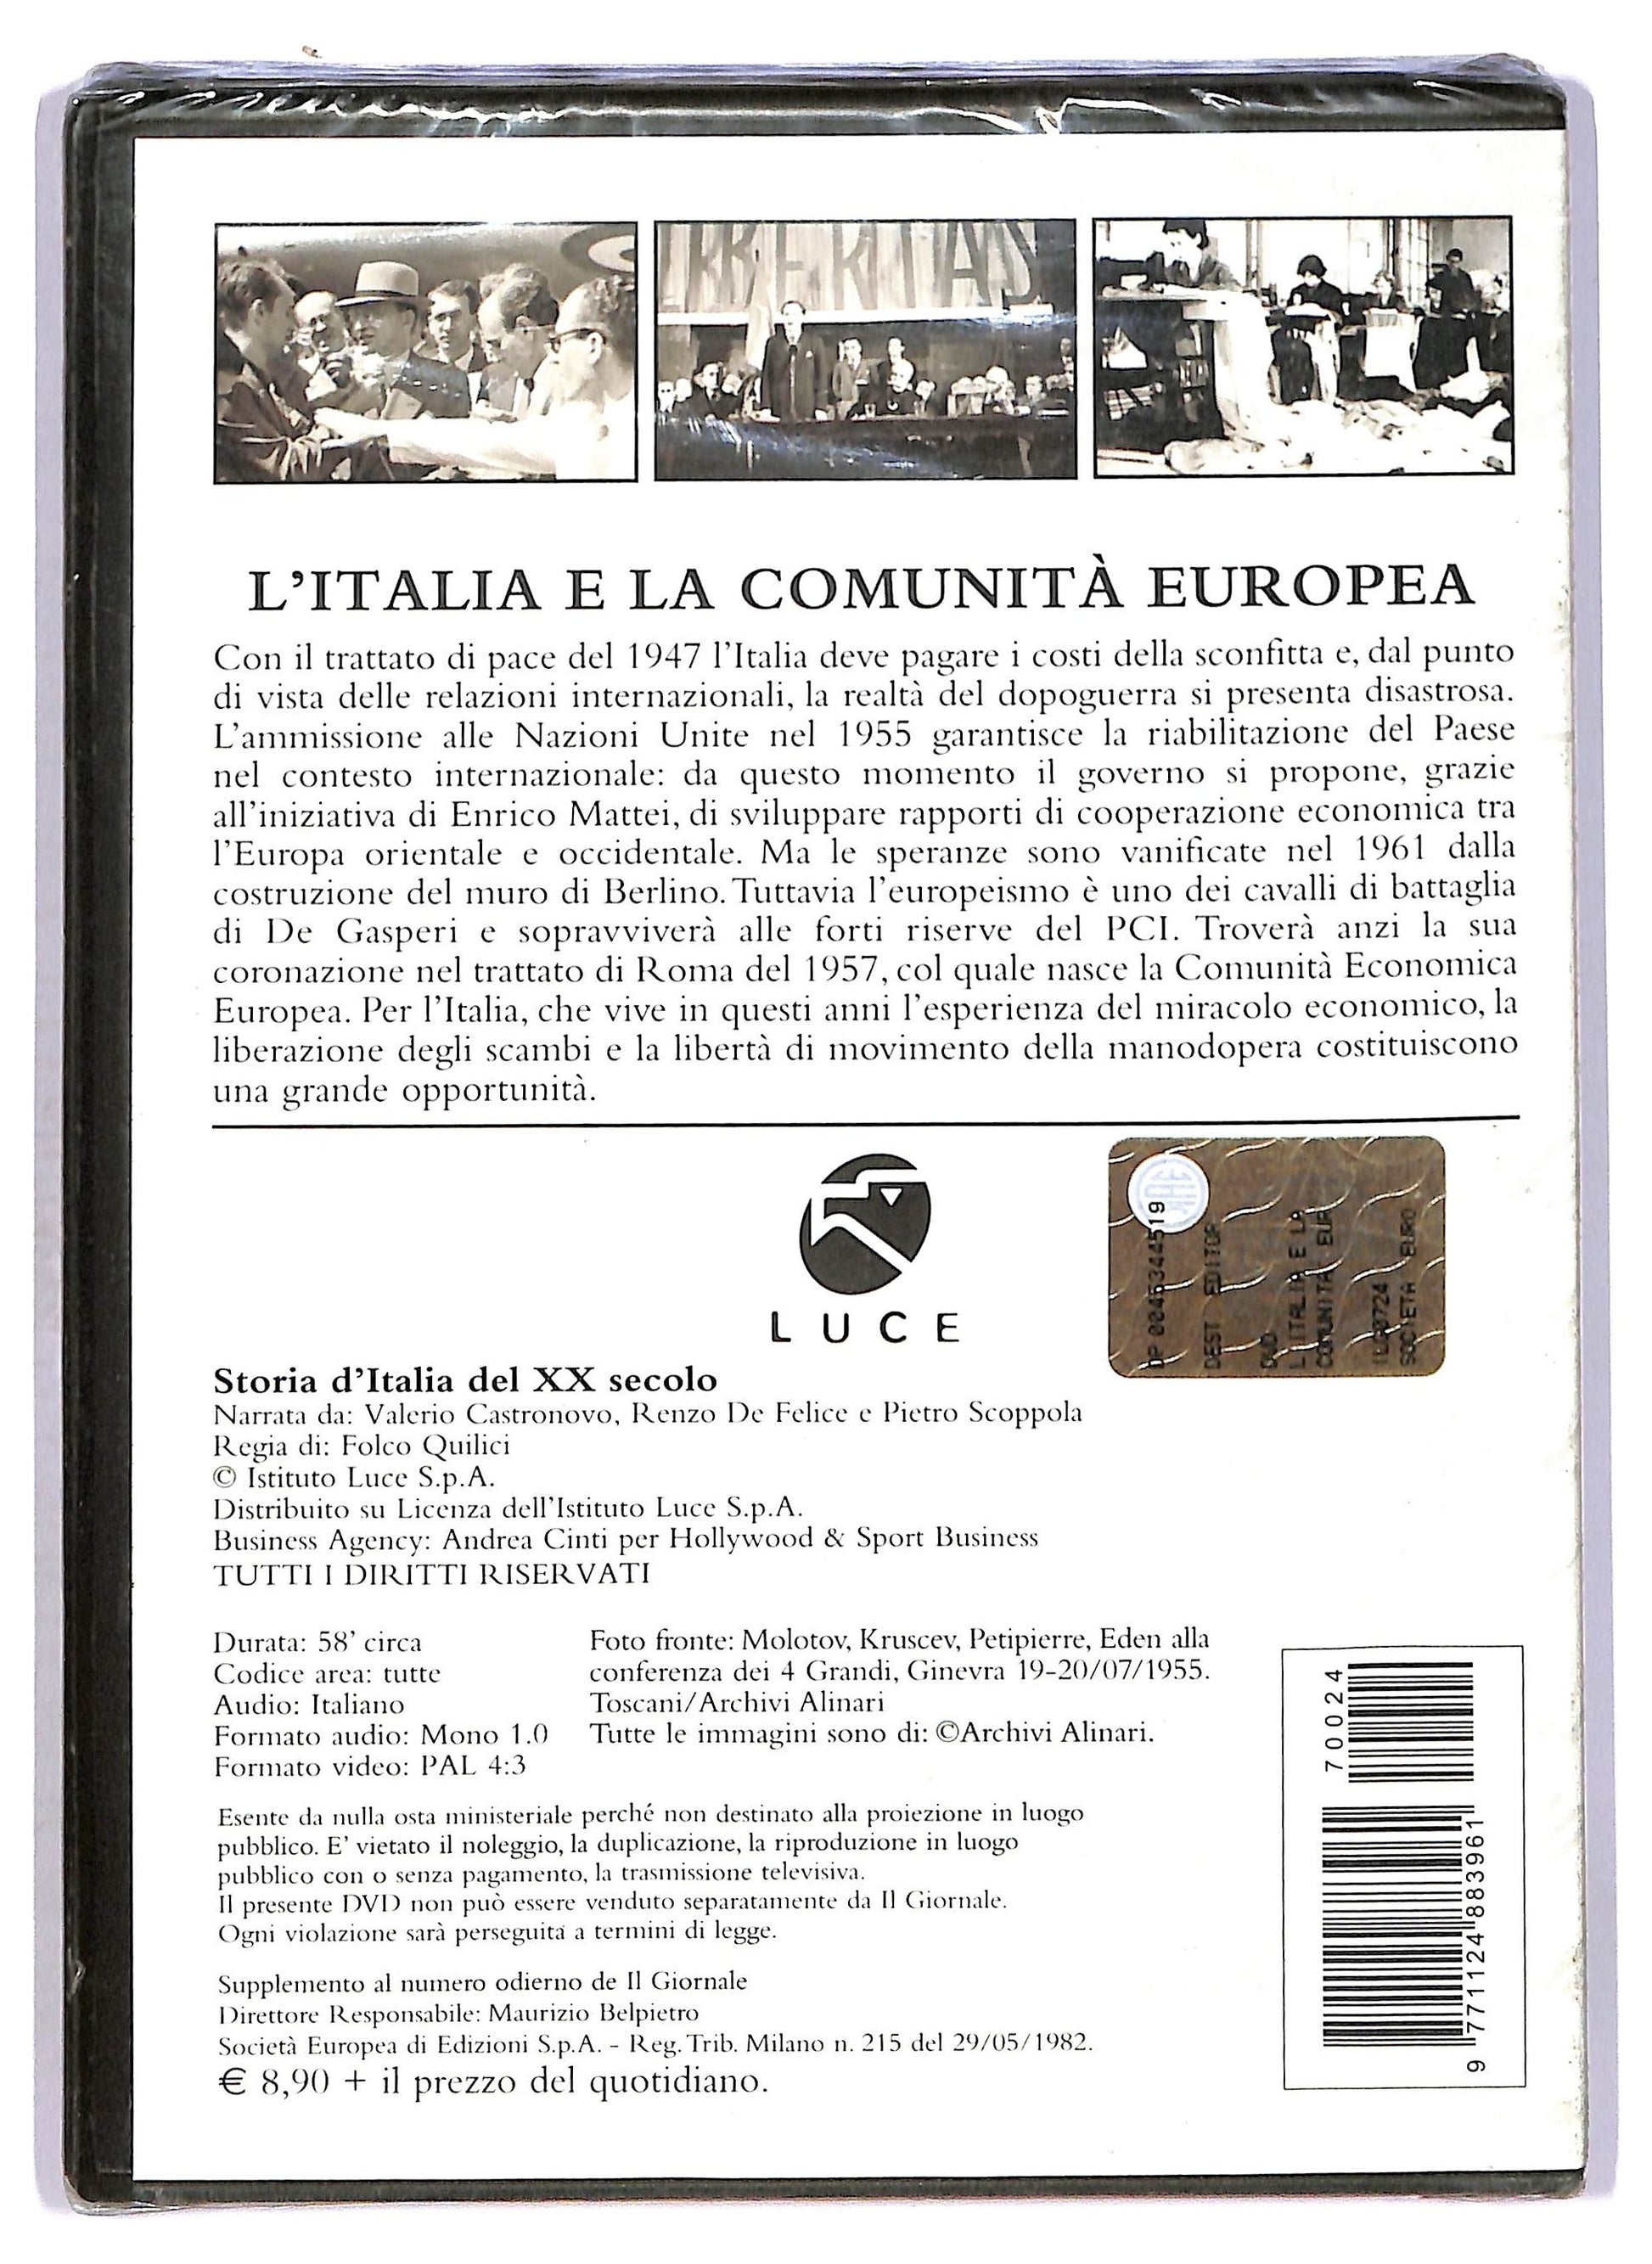 LIBERTAS
L'ITALIA E LA COMUNITÀ EUROPEA
Con il trattato di pace del 1947 l'Italia deve pagare i costi della sconfitta e, dal punto
di vista delle relazioni internazionali, la realtà del dopoguerra si presenta disastrosa.
L'ammissione alle Nazioni Unite nel 1955 garantisce la riabilitazione del Paese
nel contesto internazionale: da questo momento il governo si propone, grazie
all'iniziativa di Enrico Mattei, di sviluppare rapporti di cooperazione economica tra
l'Europa orientale e occidentale. Ma le speranze sono vanificate nel 1961 dalla
costruzione del muro di Berlino. Tuttavia l'europeismo è uno dei cavalli di battaglia
di De Gasperi e sopravviverà alle forti riserve del PCI. Troverà anzi la sua
coronazione nel trattato di Roma del 1957, col quale nasce la Comunità Economica
Europea. Per l'Italia, che vive in questi anni l'esperienza del miracolo economico, la
liberazione degli scambi e la libertà di movimento della manodopera costituiscono
una grande opportunità.
LUCE
DEST EDITOR
DVD
L'ITALIA E LA
COMUNITÀ EUR
SOCIETÀ EURO
Storia d'Italia del XX secolo
Narrata da: Valerio Castronovo, Renzo De Felice e Pietro Scoppola
Regia di: Folco Quilici
© Istituto Luce S.p.A.
Distribuito su Licenza dell'Istituto Luce S.p.A.
Business Agency: Andrea Cinti per Hollywood & Sport Business
TUTTI I DIRITTI RISERVATI
Durata: 58' circa
Codice area: tutte
Audio: Italiano
Formato audio: Mono 1.0
Formato video: PAL 4:3
Foto fronte: Molotov, Kruscev, Petipierre, Eden alla
conferenza dei 4 Grandi, Ginevra 19-20/07/1955.
Toscani/Archivi Alinari
Tutte le immagini sono di: ©Archivi Alinari.
Esente da nulla osta ministeriale perché non destinato alla proiezione in luogo
pubblico. E' vietato il noleggio, la duplicazione, la riproduzione in luogo
pubblico con o senza pagamento, la trasmissione televisiva.
Il presente DVD non può essere venduto separatamente da Il Giornale.
Ogni violazione sarà perseguita a termini di legge.
Supplemento al numero odierno de Il Giornale
Direttore Responsabile: Maurizio Belpietro
Società Europea di Edizioni S.p.A. - Reg. Trib. Milano n. 215 del 29/05/1982.
€ 8,90 + il prezzo del quotidiano.
70024
9 771124 883961